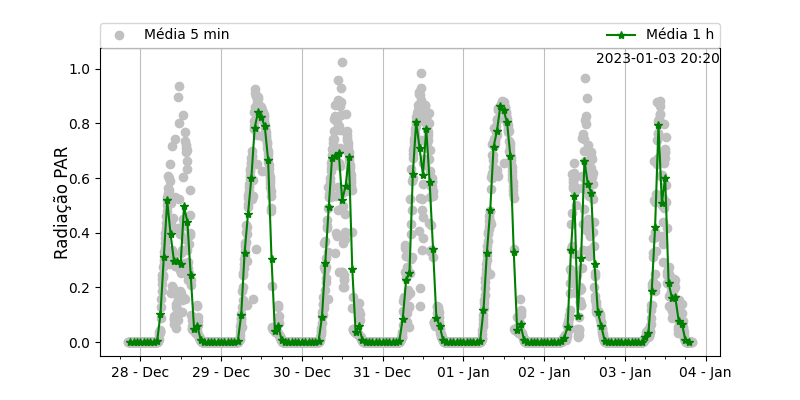 Média 5 min
Média 1 h
2023-01-03 20:20
Radiação PAR
1.0
0.8
0.6
0.4
0.2
0.0
28 - Dec
29 - Dec
30 - Dec
31 - Dec
01 - Jan
02 - Jan
03 - Jan
04 - Jan